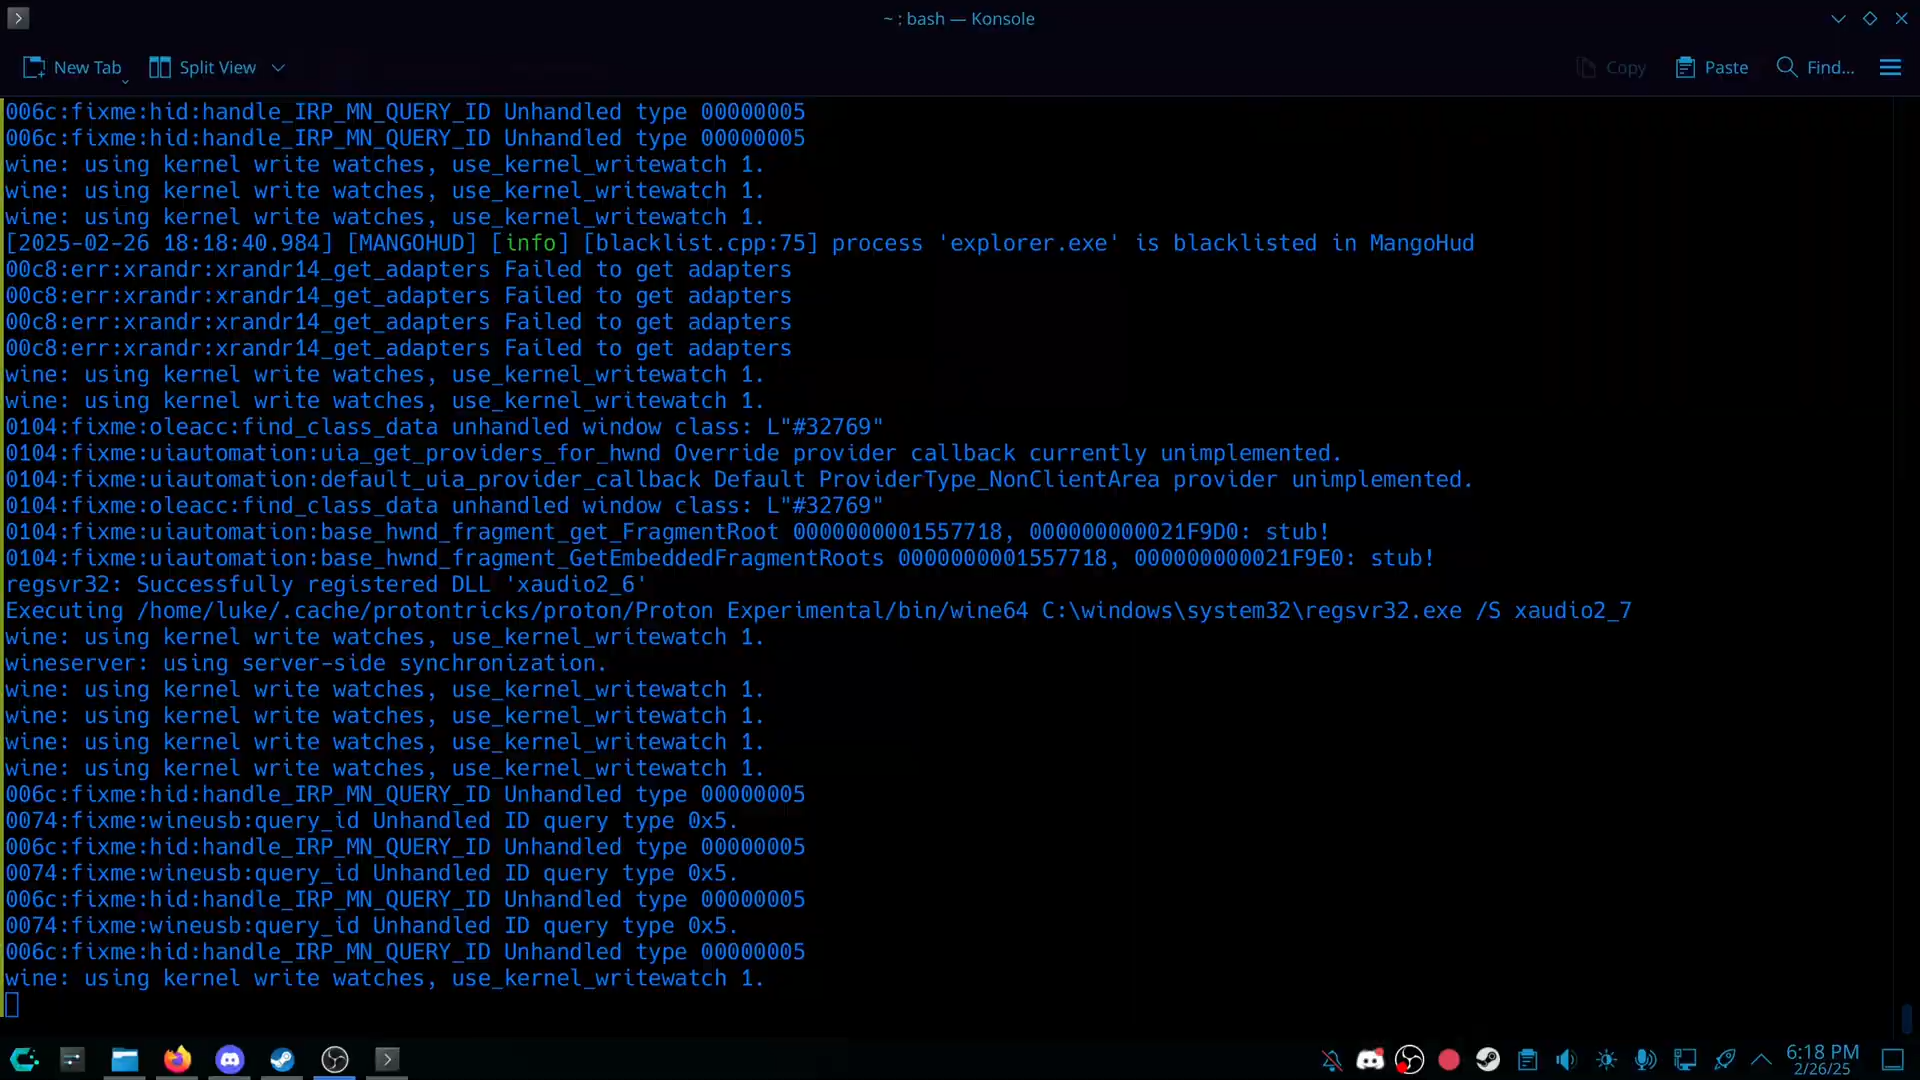 ~ : bash — Konsole
New Tab
Split View
Copy
Paste
Find...
006c:fixme:hid:handle_IRP_MN_QUERY_ID Unhandled type 00000005
006c:fixme:hid:handle_IRP_MN_QUERY_ID Unhandled type 00000005
wine: using kernel write watches, use_kernel_writewatch 1.
wine: using kernel write watches, use_kernel_writewatch 1.
wine: using kernel write watches, use_kernel_writewatch 1.
[2025-02-26 18:18:40.984] [MANGOHUD] [info] [blacklist.cpp:75] process 'explorer.exe' is blacklisted in MangoHud
00c8:err:xrandr:xrandr14_get_adapters Failed to get adapters
00c8:err:xrandr:xrandr14_get_adapters Failed to get adapters
00c8:err:xrandr:xrandr14_get_adapters Failed to get adapters
00c8:err:xrandr:xrandr14_get_adapters Failed to get adapters
wine: using kernel write watches, use_kernel_writewatch 1.
wine: using kernel write watches, use_kernel_writewatch 1.
0104:fixme:oleacc:find_class_data unhandled window class: L"#32769"
0104:fixme:uiautomation:uia_get_providers_for_hwnd Override provider callback currently unimplemented.
0104:fixme:uiautomation:default_uia_provider_callback Default ProviderType_NonClientArea provider unimplemented.
0104:fixme:oleacc:find_class_data unhandled window class: L"#32769"
0104:fixme:uiautomation:base_hwnd_fragment_get_FragmentRoot 0000000001557718, 000000000021F9D0: stub!
0104:fixme:uiautomation:base_hwnd_fragment_GetEmbeddedFragmentRoots 0000000001557718, 000000000021F9E0: stub!
regsvr32: Successfully registered DLL 'xaudio2_6'
Executing /home/luke/.cache/protontricks/proton/Proton Experimental/bin/wine64 C:\windows\system32\regsvr32.exe /S xaudio2_7
wine: using kernel write watches, use_kernel_writewatch 1.
wineserver: using server-side synchronization.
wine: using kernel write watches, use_kernel_writewatch 1.
wine: using kernel write watches, use_kernel_writewatch 1.
wine: using kernel write watches, use_kernel_writewatch 1.
wine: using kernel write watches, use_kernel_writewatch 1.
006c:fixme:hid:handle_IRP_MN_QUERY_ID Unhandled type 00000005
0074:fixme:wineusb:query_id Unhandled ID query type 0x5.
006c:fixme:hid:handle_IRP_MN_QUERY_ID Unhandled type 00000005
0074:fixme:wineusb:query_id Unhandled ID query type 0x5.
006c:fixme:hid:handle_IRP_MN_QUERY_ID Unhandled type 00000005
0074:fixme:wineusb:query_id Unhandled ID query type 0x5.
006c:fixme:hid:handle_IRP_MN_QUERY_ID Unhandled type 00000005
wine: using kernel write watches, use_kernel_writewatch 1.
6:18 PM
2/26/25